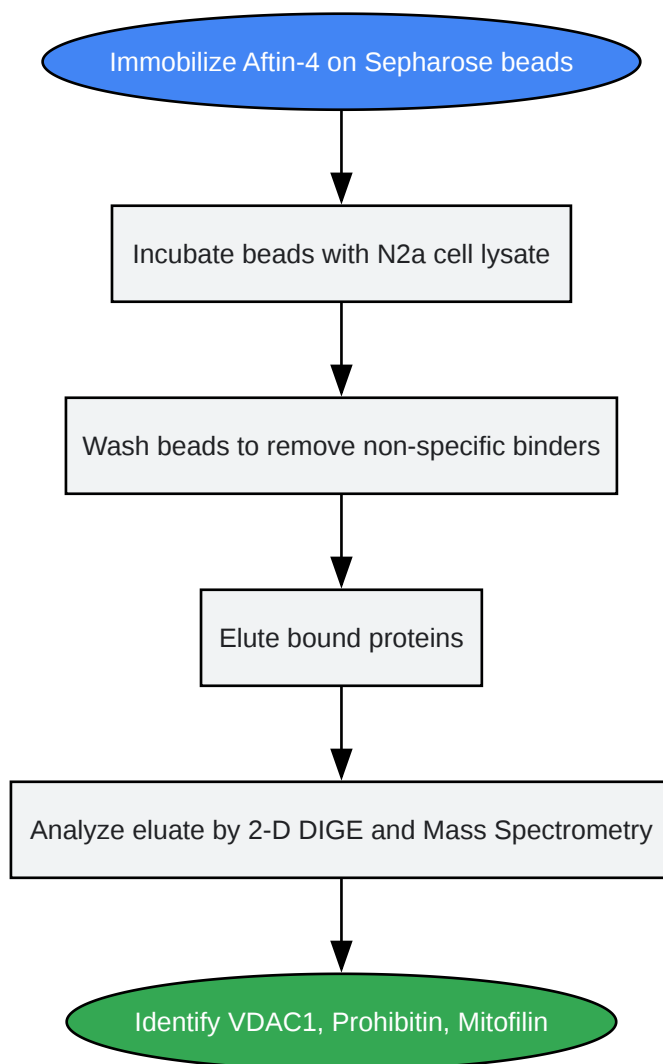 Immobilize Aftin-4 on Sepharose beads
Incubate beads with N2a cell lysate
Wash beads to remove non-specific binders
Elute bound proteins
Analyze eluate by 2-D DIGE and Mass Spectrometry
Identify VDAC1, Prohibitin, Mitofilin